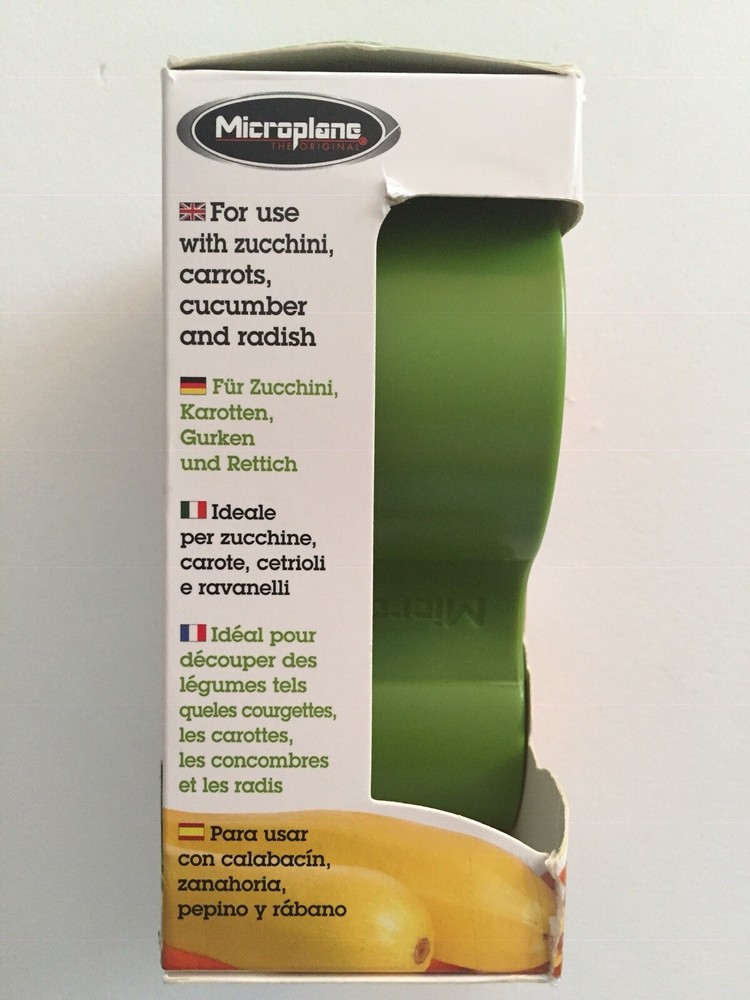 Microplane
THE ORIGINAL
For use
with zucchini,
carrots,
cucumber
and radish
Für Zucchini,
Karotten,
Gurken
und Rettich
Ideale
per zucchine,
carote, cetrioli
e ravanelli
Idéal pour
découper des
légumes tels
queles courgettes,
les carottes,
les concombres
et les radis
Para usar
con calabacín,
zanahoria,
pepino y rábano
Micro